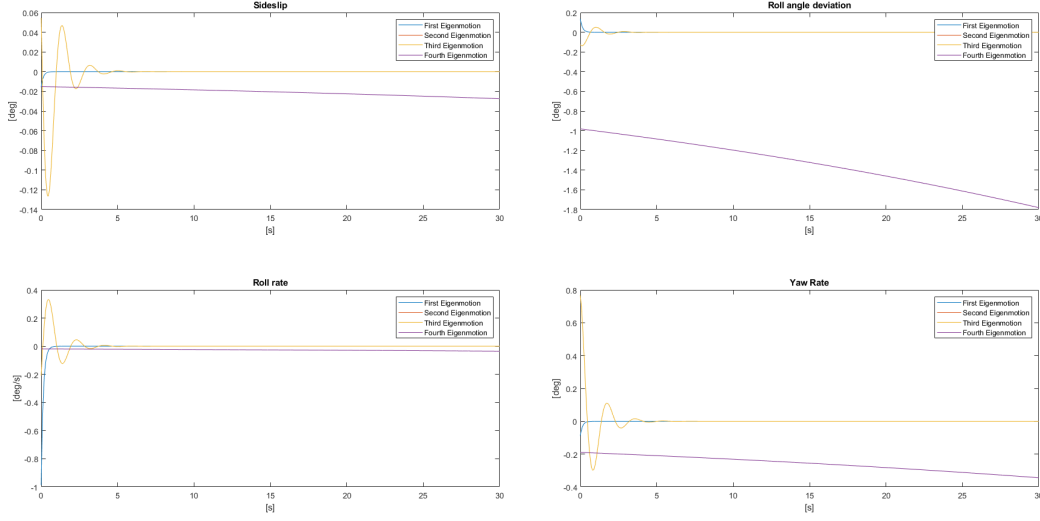 Sideslip
0.06
0.04
0.02
0
-0.02
-0.04
-0.06
-0.08
-0.1
-0.12
-0.14
[deg]
0
5
10
15
20
25
30
[s]
First Eigenmotion
Second Eigenmotion
Third Eigenmotion
Fourth Eigenmotion
Roll angle deviation
0.2
0
-0.2
-0.4
-0.6
-0.8
-1
-1.2
-1.4
-1.6
-1.8
[deg]
0
5
10
15
20
25
30
[s]
First Eigenmotion
Second Eigenmotion
Third Eigenmotion
Fourth Eigenmotion
Roll rate
0.4
0.2
0
-0.2
-0.4
-0.6
-0.8
-1
[deg/s]
0
5
10
15
20
25
30
[s]
First Eigenmotion
Second Eigenmotion
Third Eigenmotion
Fourth Eigenmotion
Yaw Rate
0.8
0.6
0.4
0.2
0
-0.2
-0.4
[deg]
0
5
10
15
20
25
30
[s]
First Eigenmotion
Second Eigenmotion
Third Eigenmotion
Fourth Eigenmotion